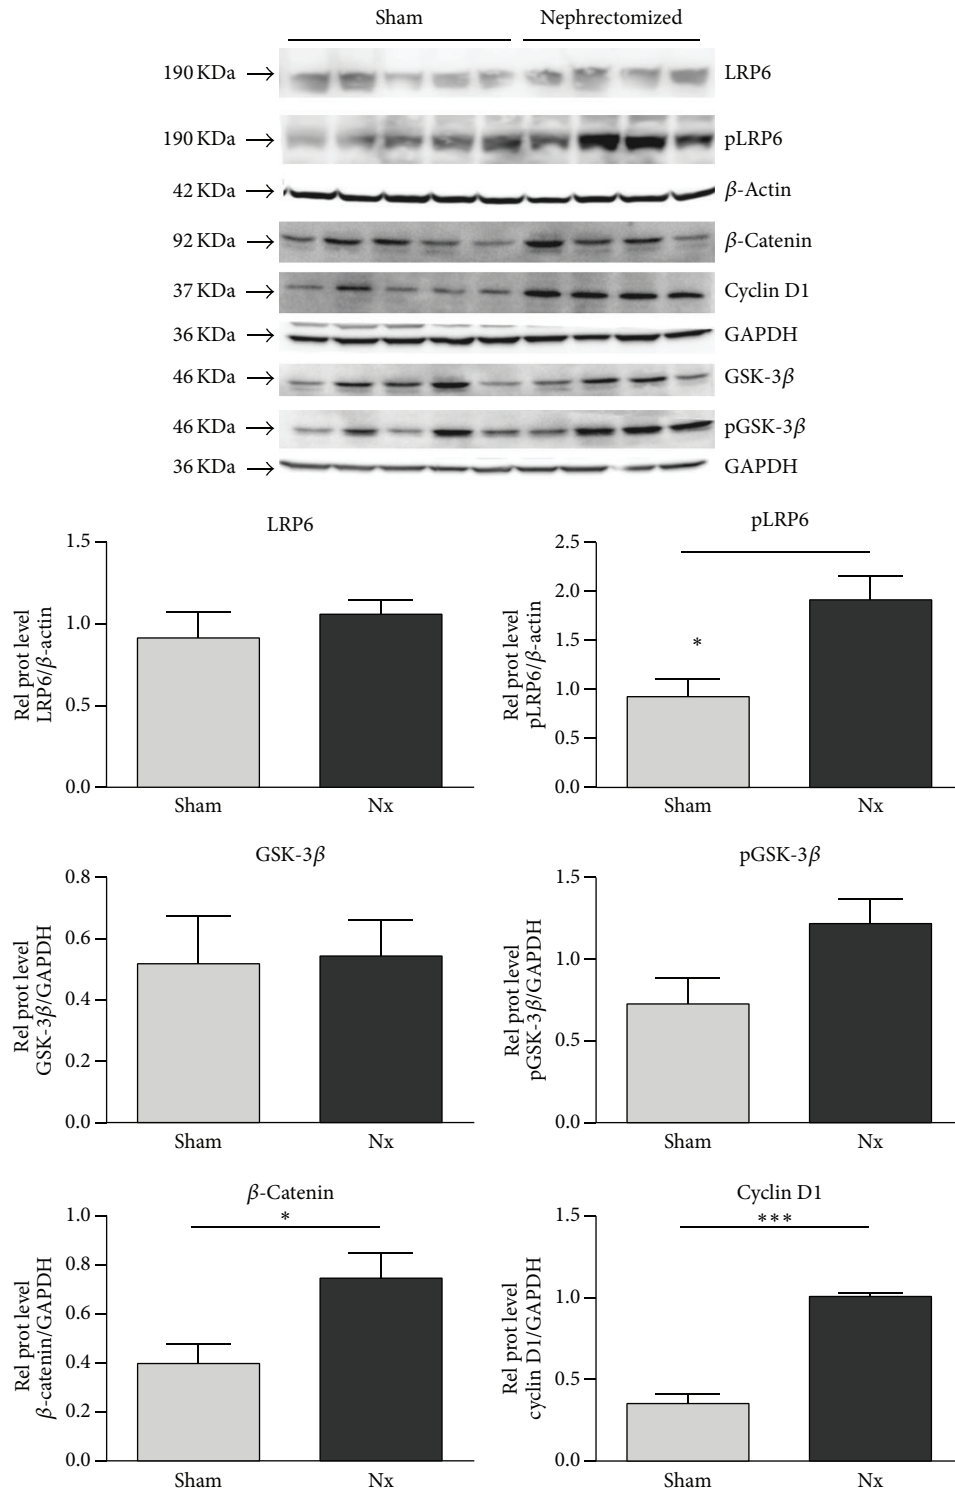 Sham Nephrectomized
190 KDa → LRP6
190 KDa → pLRP6
42 KDa → β-Actin
92 KDa → β-Catenin
37 KDa → Cyclin D1
36 KDa → GAPDH
46 KDa → GSK-3β
46 KDa → pGSK-3β
36 KDa → GAPDH
LRP6
Rel prot level
LRP6/β-actin
1.5
1.0
0.5
0.0
Sham Nx
pLRP6
Rel prot level
pLRP6/β-actin
2.5
2.0
1.5
1.0
0.5
0.0
*
Sham Nx
GSK-3β
Rel prot level
GSK-3β/GAPDH
0.8
0.6
0.4
0.2
0.0
Sham Nx
pGSK-3β
Rel prot level
pGSK-3β/GAPDH
1.5
1.0
0.5
0.0
Sham Nx
β-Catenin
Rel prot level
β-catenin/GAPDH
1.0
0.8
0.6
0.4
0.2
0.0
*
Sham Nx
Cyclin D1
Rel prot level
cyclin D1/GAPDH
1.5
1.0
0.5
0.0
***
Sham Nx